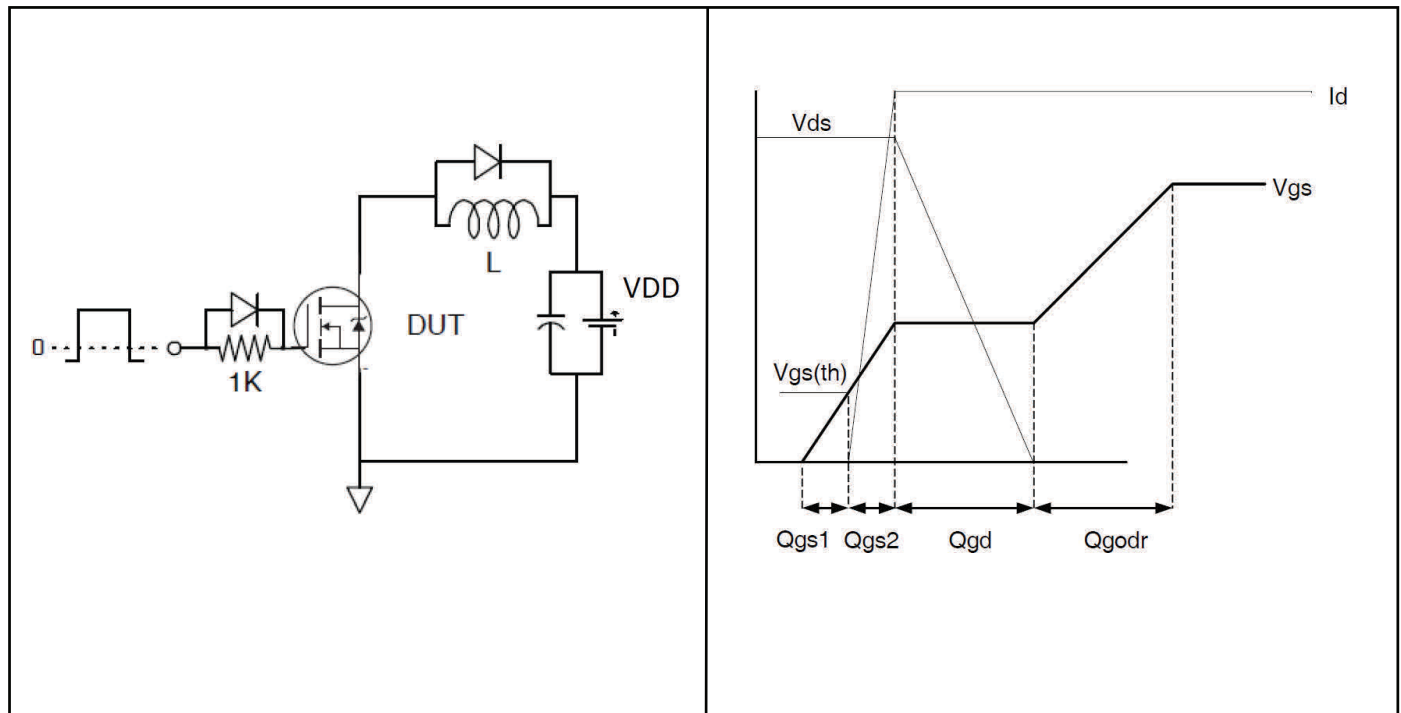 L
VDD
DUT
0
1K
Id
Vds
Vgs
Vgs(th)
Qgs1 Qgs2 Qgd Qgodr